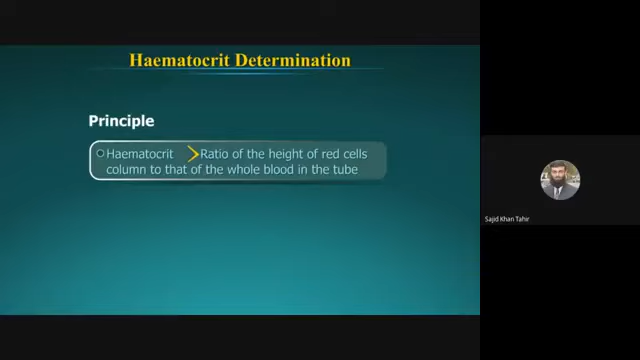 Haematocrit Determination
Principle
Haematocrit Ratio of the height of red cells
column to that of the whole blood in the tube
Sajid Khan Tahir